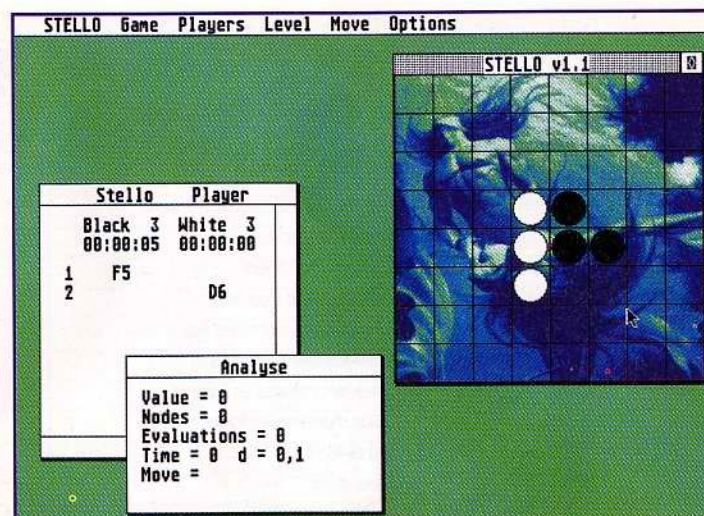 STELLO Game Players Level Move Options
STELLO v1.1
Stello Player
Black 3 White 3
00:00:05 00:00:00
1 F5
2 D6
Analyse
Value = 0
Nodes = 0
Evaluations = 0
Time = 0 d = 0,1
Move =